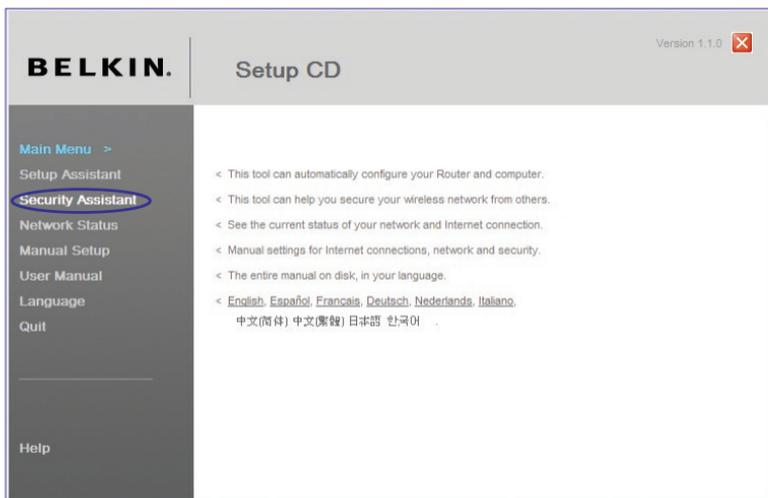 BELKIN.
Setup CD
Version 1.1.0
Main Menu >
Setup Assistant
< This tool can automatically configure your Router and computer.
Security Assistant
< This tool can help you secure your wireless network from others.
Network Status
< See the current status of your network and Internet connection.
Manual Setup
< Manual settings for Internet connections, network and security.
User Manual
< The entire manual on disk, in your language.
Language
< English, Español, Français, Deutsch, Nederlands, Italiano,
中文(简体) 中文(繁體) 日本語 한국어 .
Quit
Help